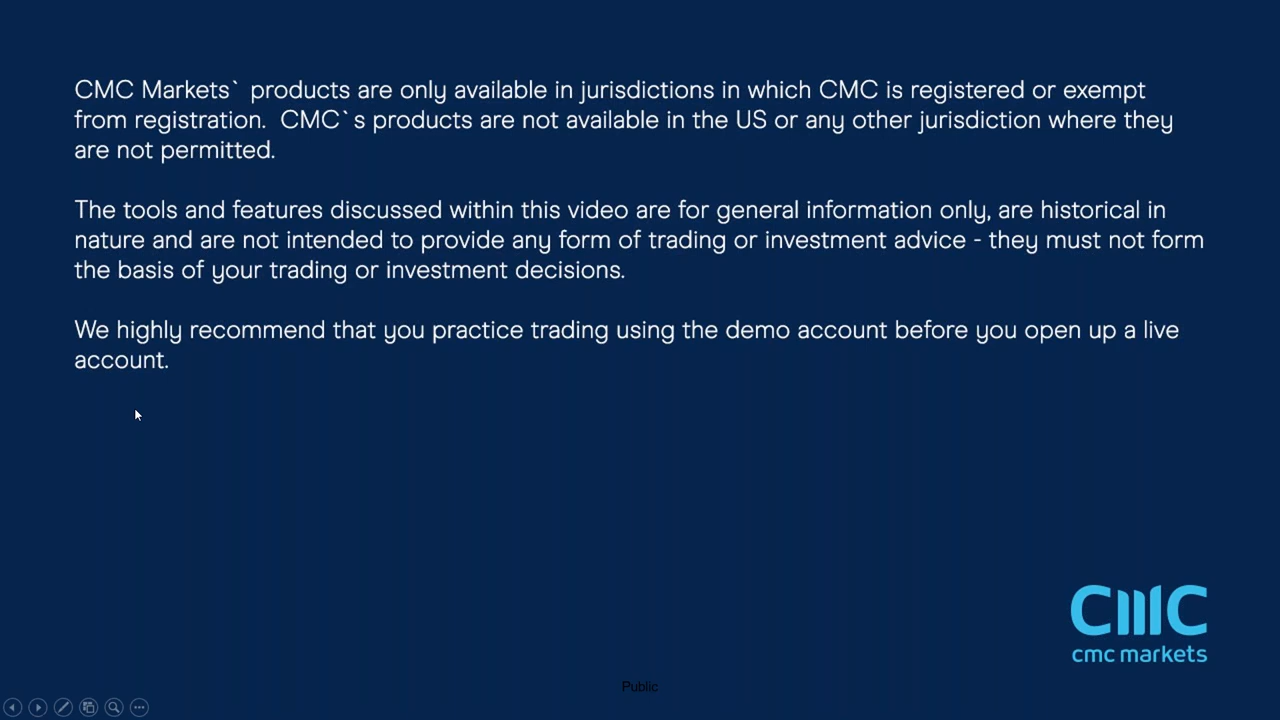 CMC Markets` products are only available in jurisdictions in which CMC is registered or exempt
from registration.  CMC`s products are not available in the US or any other jurisdiction where they
are not permitted.
The tools and features discussed within this video are for general information only, are historical in
nature and are not intended to provide any form of trading or investment advice - they must not form
the basis of your trading or investment decisions.
We highly recommend that you practice trading using the demo account before you open up a live
account.
CMC
cmc markets
Public